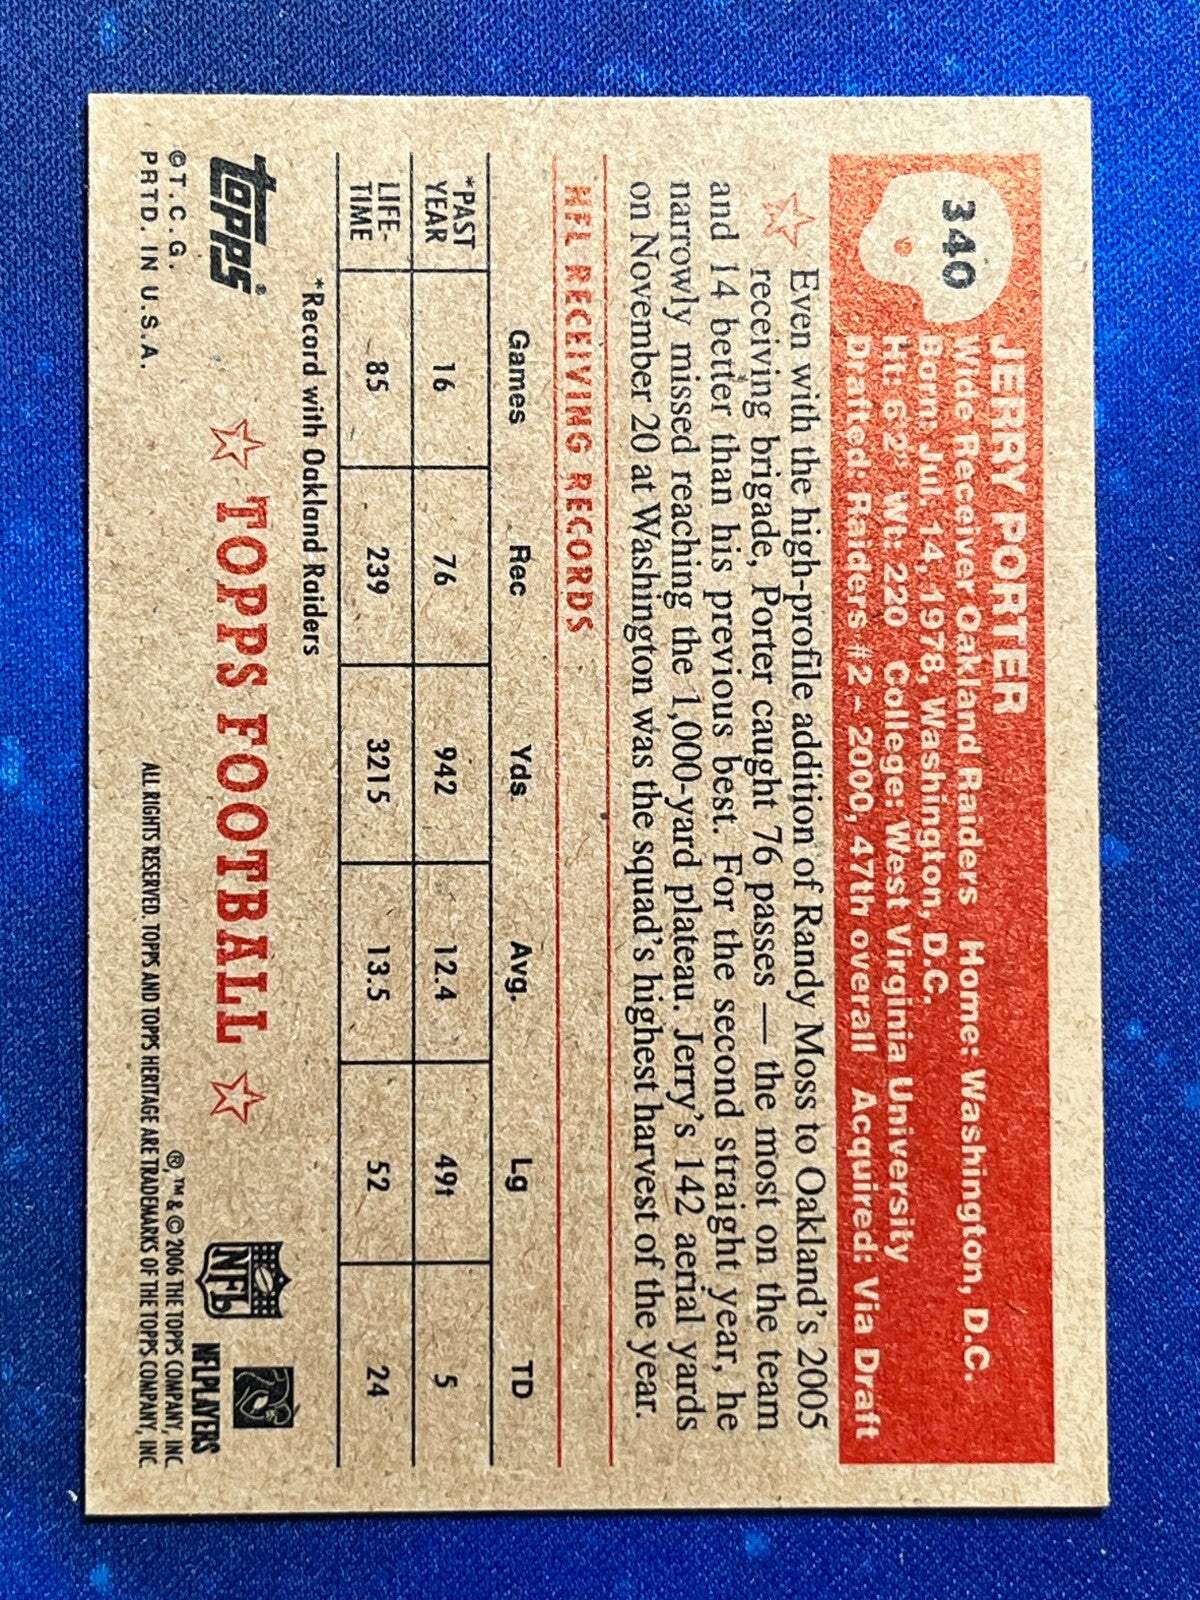 340
JERRY PORTER
Wide Receiver Oakland Raiders Home: Washington, D.C.
Born: Jul. 14, 1978, Washington, D.C.
Ht: 6'2" Wt: 220 College: West Virginia University
Drafted: Raiders #2 - 2000, 47th overall Acquired: Via Draft
Even with the high-profile addition of Randy Moss to Oakland's 2005
receiving brigade, Porter caught 76 passes — the most on the team
and 14 better than his previous best. For the second straight year, he
narrowly missed reaching the 1,000-yard plateau. Jerry's 142 aerial yards
on November 20 at Washington was the squad's highest harvest of the year.
NFL RECEIVING RECORDS
Games Rec Yds Avg. Lg TD
*PAST
YEAR 16 76 942 12.4 49t 5
LIFE-
TIME 85 239 3215 13.5 52 24
*Record with Oakland Raiders
topps
©T.C.G.
PRTD. IN U.S.A.
TOPPS FOOTBALL
NFL
NFLPLAYERS
®, ™ & © 2006 THE TOPPS COMPANY, INC
ALL RIGHTS RESERVED. TOPPS AND TOPPS HERITAGE ARE TRADEMARKS OF THE TOPPS COMPANY, INC